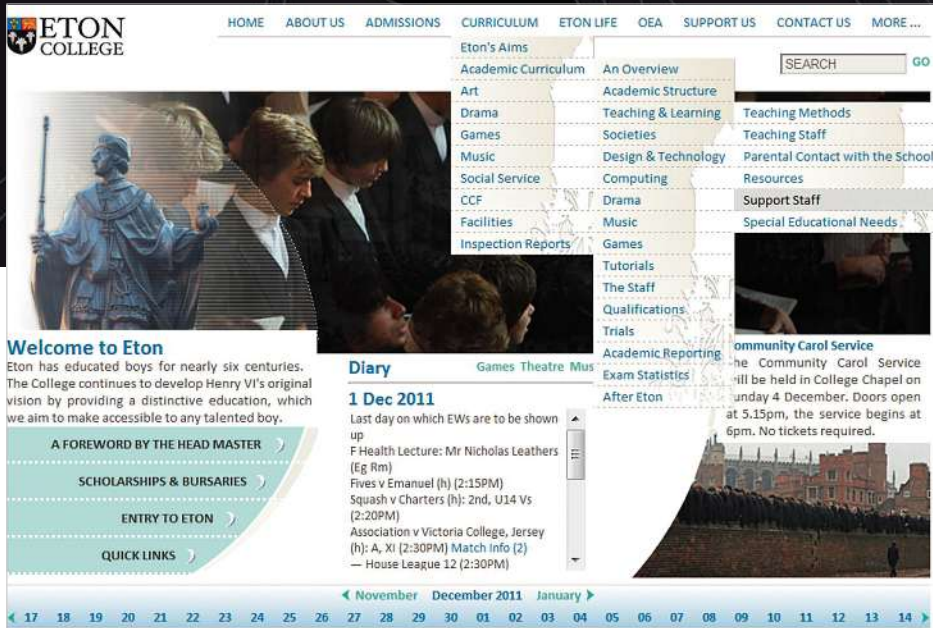 ETON
COLLEGE
HOME ABOUT US ADMISSIONS CURRICULUM ETON LIFE OEA SUPPORT US CONTACT US MORE ...
SEARCH GO
Eton's Aims
Academic Curriculum
Art
Drama
Games
Music
Social Service
CCF
Facilities
Inspection Reports
An Overview
Academic Structure
Teaching & Learning
Societies
Design & Technology
Computing
Drama
Music
Games
Tutorials
The Staff
Qualifications
Trials
Academic Reporting
Exam Statistics
After Eton
Teaching Methods
Teaching Staff
Parental Contact with the School
Resources
Support Staff
Special Educational Needs
Welcome to Eton
Eton has educated boys for nearly six centuries.
The College continues to develop Henry VI's original
vision by providing a distinctive education, which
we aim to make accessible to any talented boy.
A FOREWORD BY THE HEAD MASTER
SCHOLARSHIPS & BURSARIES
ENTRY TO ETON
QUICK LINKS
Diary Games Theatre Mus
1 Dec 2011
Last day on which EWs are to be shown
up
F Health Lecture: Mr Nicholas Leathers
(Eg Rm)
Fives v Emanuel (h) (2:15PM)
Squash v Charters (h): 2nd, U14 Vs
(2:20PM)
Association v Victoria College, Jersey
(h): A, XI (2:30PM) Match Info (2)
— House League 12 (2:30PM)
ommunity Carol Service
he Community Carol Service
ill be held in College Chapel on
unday 4 December. Doors open
at 5.15pm, the service begins at
6pm. No tickets required.
November December 2011 January
17 18 19 20 21 22 23 24 25 26 27 28 29 30 01 02 03 04 05 06 07 08 09 10 11 12 13 14